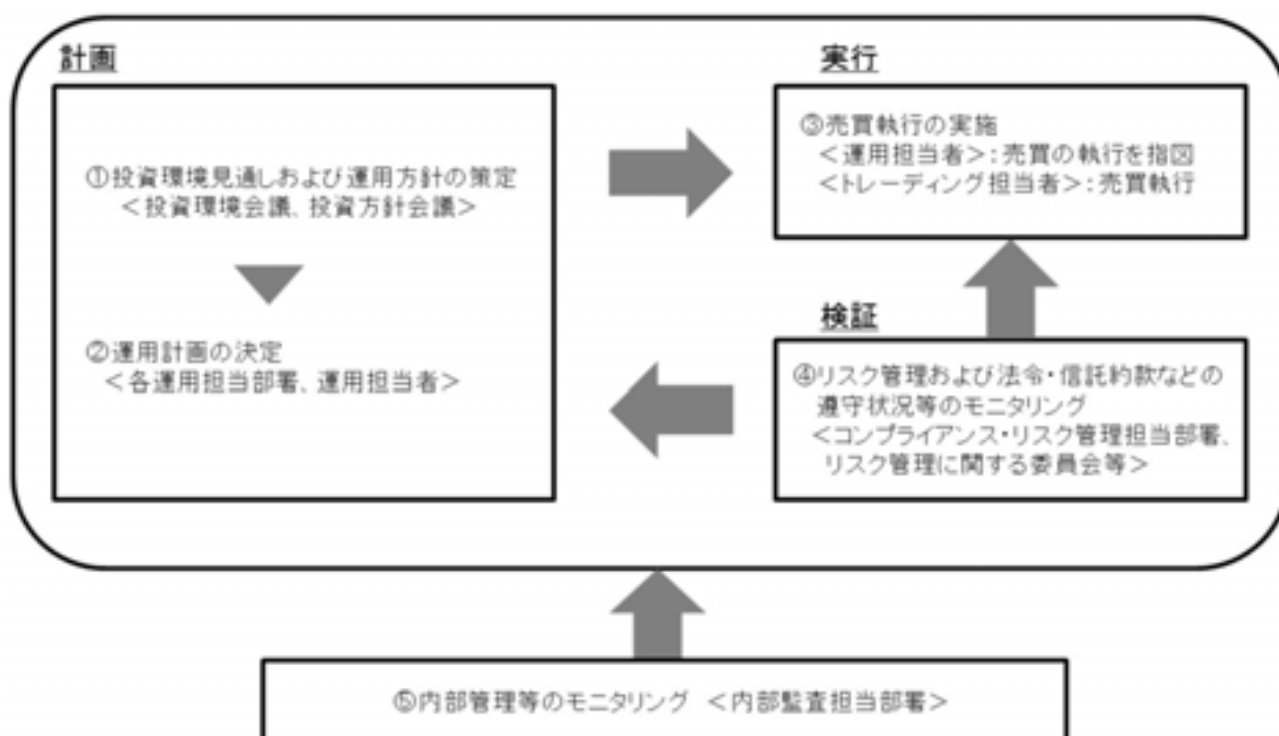 計画
①投資環境見通しおよび運用方針の策定
＜投資環境会議、投資方針会議＞
②運用計画の決定
＜各運用担当部署、運用担当者＞
実行
③売買執行の実施
＜運用担当者＞：売買の執行を指図
＜トレーディング担当者＞：売買執行
検証
④リスク管理および法令・信託約款などの
遵守状況等のモニタリング
＜コンプライアンス・リスク管理担当部署、
リスク管理に関する委員会等＞
⑤内部管理等のモニタリング ＜内部監査担当部署＞